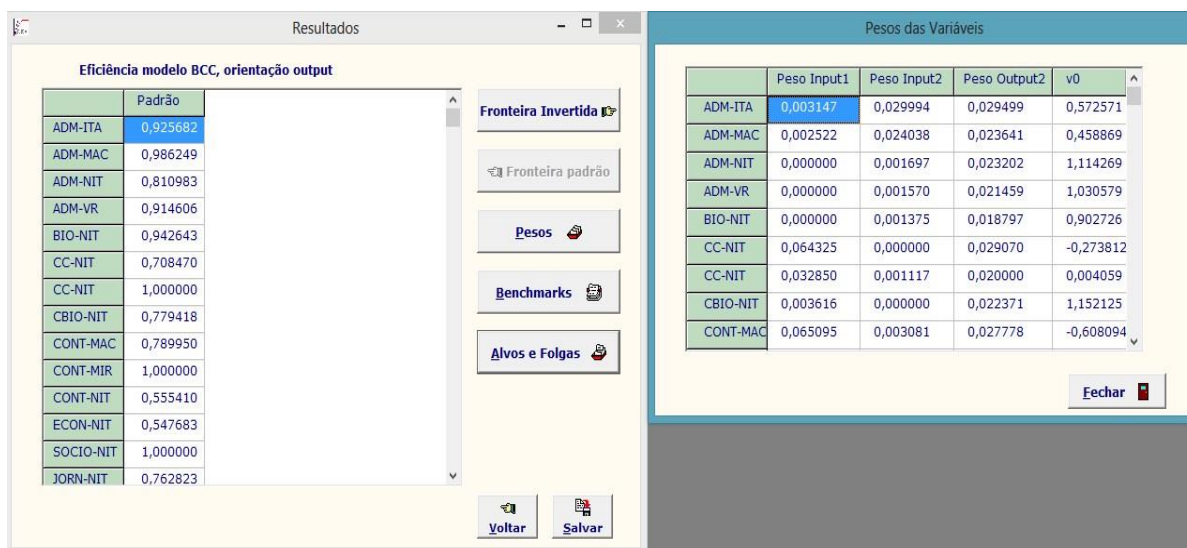 Resultados
Eficiência modelo BCC, orientação output
Padrão
ADM-ITA 0,925682
ADM-MAC 0,986249
ADM-NIT 0,810983
ADM-VR 0,914606
BIO-NIT 0,942643
CC-NIT 0,708470
CC-NIT 1,000000
CBIO-NIT 0,779418
CONT-MAC 0,789950
CONT-MIR 1,000000
CONT-NIT 0,555410
ECON-NIT 0,547683
SOCIO-NIT 1,000000
JORN-NIT 0,762823
Fronteira Invertida
Fronteira padrão
Pesos
Benchmarks
Alvos e Folgas
Voltar
Salvar
Pesos das Variáveis
Peso Input1 Peso Input2 Peso Output2 v0
ADM-ITA 0,003147 0,029994 0,029499 0,572571
ADM-MAC 0,002522 0,024038 0,023641 0,458869
ADM-NIT 0,000000 0,001697 0,023202 1,114269
ADM-VR 0,000000 0,001570 0,021459 1,030579
BIO-NIT 0,000000 0,001375 0,018797 0,902726
CC-NIT 0,064325 0,000000 0,029070 -0,273812
CC-NIT 0,032850 0,001117 0,020000 0,004059
CBIO-NIT 0,003616 0,000000 0,022371 1,152125
CONT-MAC 0,065095 0,003081 0,027778 -0,608094
Fechar